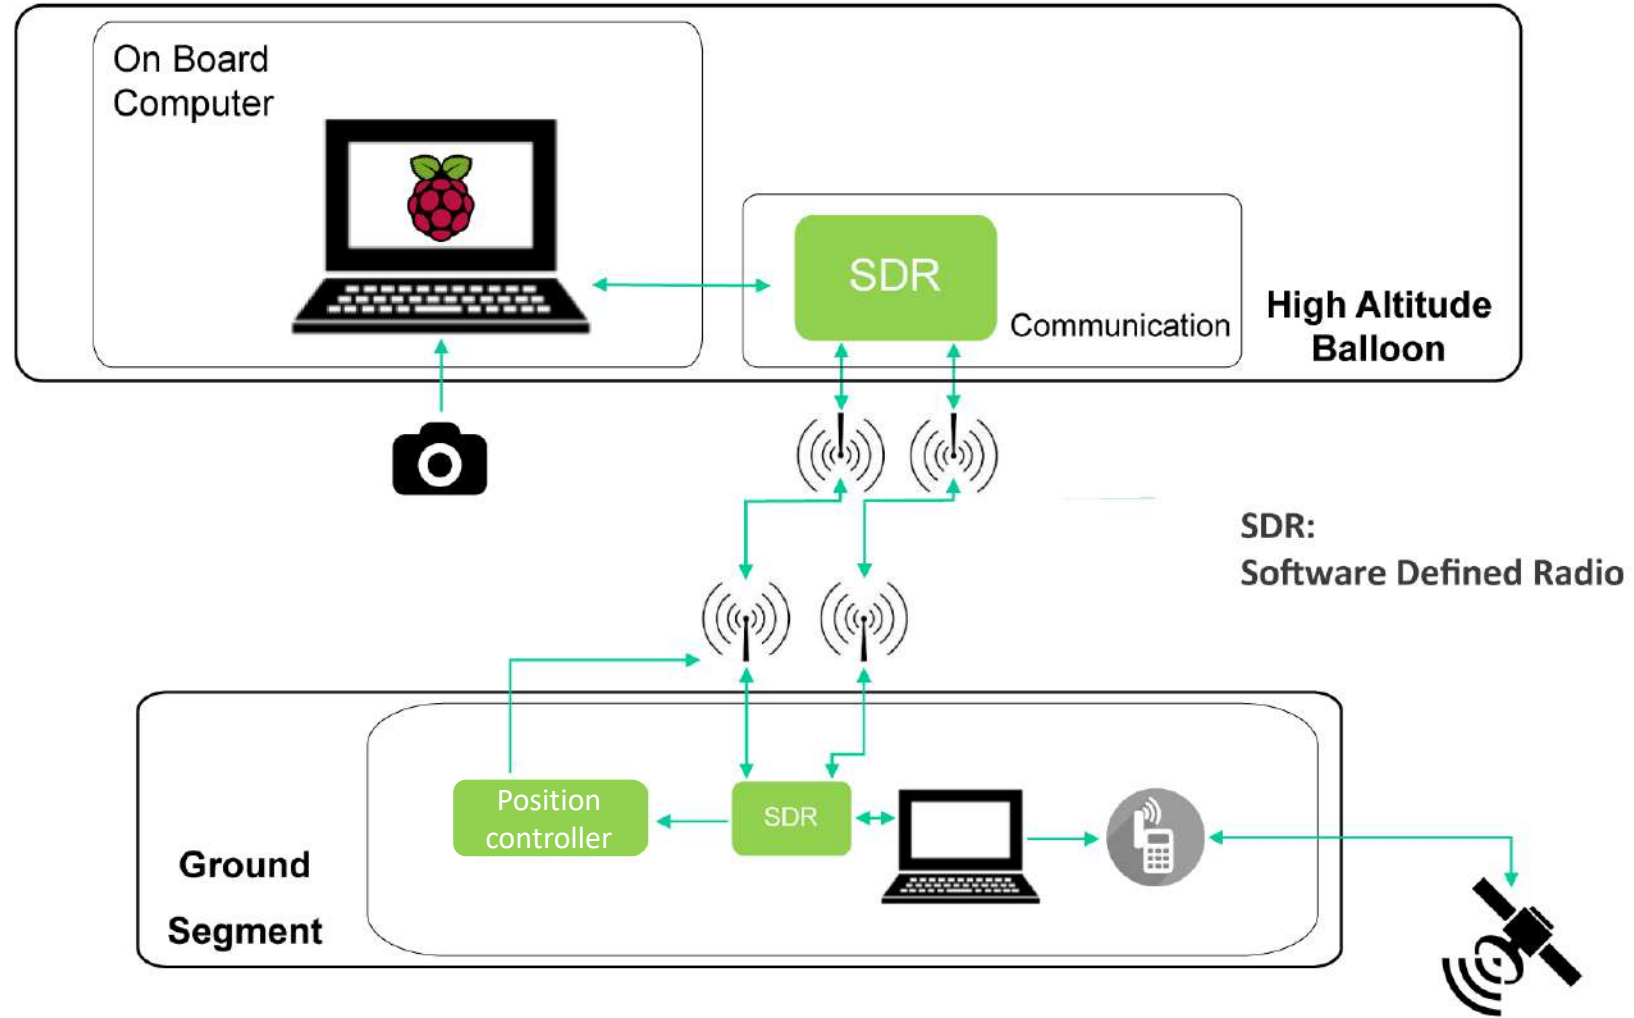 On Board
Computer
SDR
Communication
High Altitude
Balloon
SDR:
Software Defined Radio
Position
controller
SDR
Ground
Segment